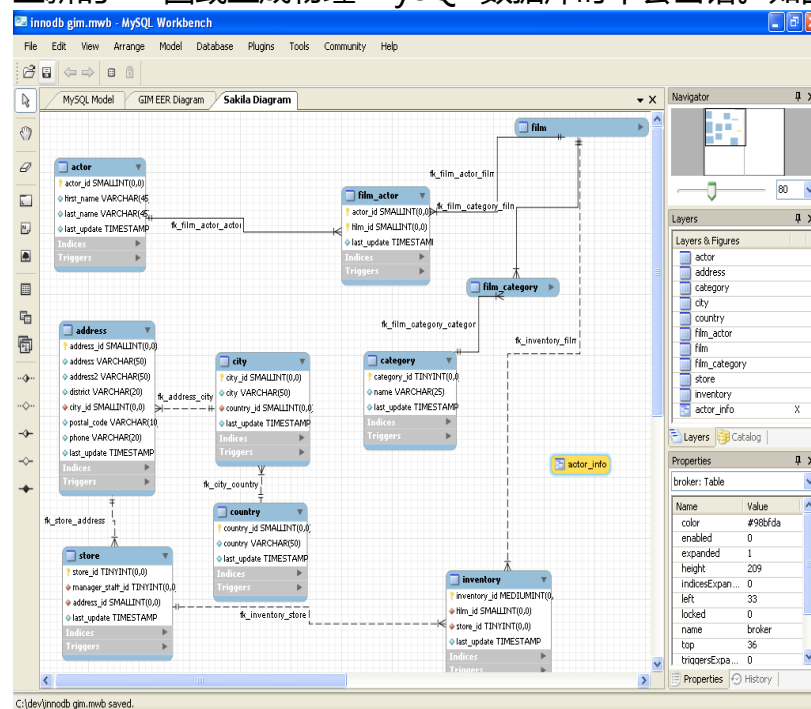 innodb gim.mwb - MySQL Workbench
File Edit View Arrange Model Database Plugins Tools Community Help
MySQL Model GIM EER Diagram Sakila Diagram
film
fk_film_actor_film
actor
actor_id SMALLINT(0,0)
first_name VARCHAR(45
last_name VARCHAR(45
last_update TIMESTAMP
Indices
Triggers
fk_film_actor_actor
film_actor
actor_id SMALLINT(0,0)
film_id SMALLINT(0,0)
last_update TIMESTAM
Indices
Triggers
fk_film_category_film
film_category
fk_film_category_categor
fk_inventory_film
address
address_id SMALLINT(0,0)
address VARCHAR(50)
address2 VARCHAR(50)
district VARCHAR(20)
city_id SMALLINT(0,0)
postal_code VARCHAR(10
phone VARCHAR(20)
last_update TIMESTAMP
Indices
Triggers
fk_address_city
city
city_id SMALLINT(0,0)
city VARCHAR(50)
country_id SMALLINT(0,0)
last_update TIMESTAMP
Indices
Triggers
category
category_id TINYINT(0,0
name VARCHAR(25)
last_update TIMESTAMP
Indices
Triggers
actor_info
fk_city_country
country
country_id SMALLINT(0,0)
country VARCHAR(50)
last_update TIMESTAMP
Indices
Triggers
fk_store_address
store
store_id TINYINT(0,0)
manager_staff_id TINYINT(0,0
address_id SMALLINT(0,0)
last_update TIMESTAMP
Indices
Triggers
fk_inventory_store
inventory
inventory_id MEDIUMINT(0,
film_id SMALLINT(0,0)
store_id TINYINT(0,0)
last_update TIMESTAMP
Indices
Triggers
Navigator
80
Layers
Layers & Figures
actor
address
category
city
country
film_actor
film
film_category
store
inventory
actor_info X
Layers Catalog
Properties
broker: Table
Name Value
color #98bfda
enabled 0
expanded 1
height 209
indicesExpan... 0
left 33
locked 0
name broker
top 36
triggersExpa... 0
Properties History
C:\dev\innodb gim.mwb saved.